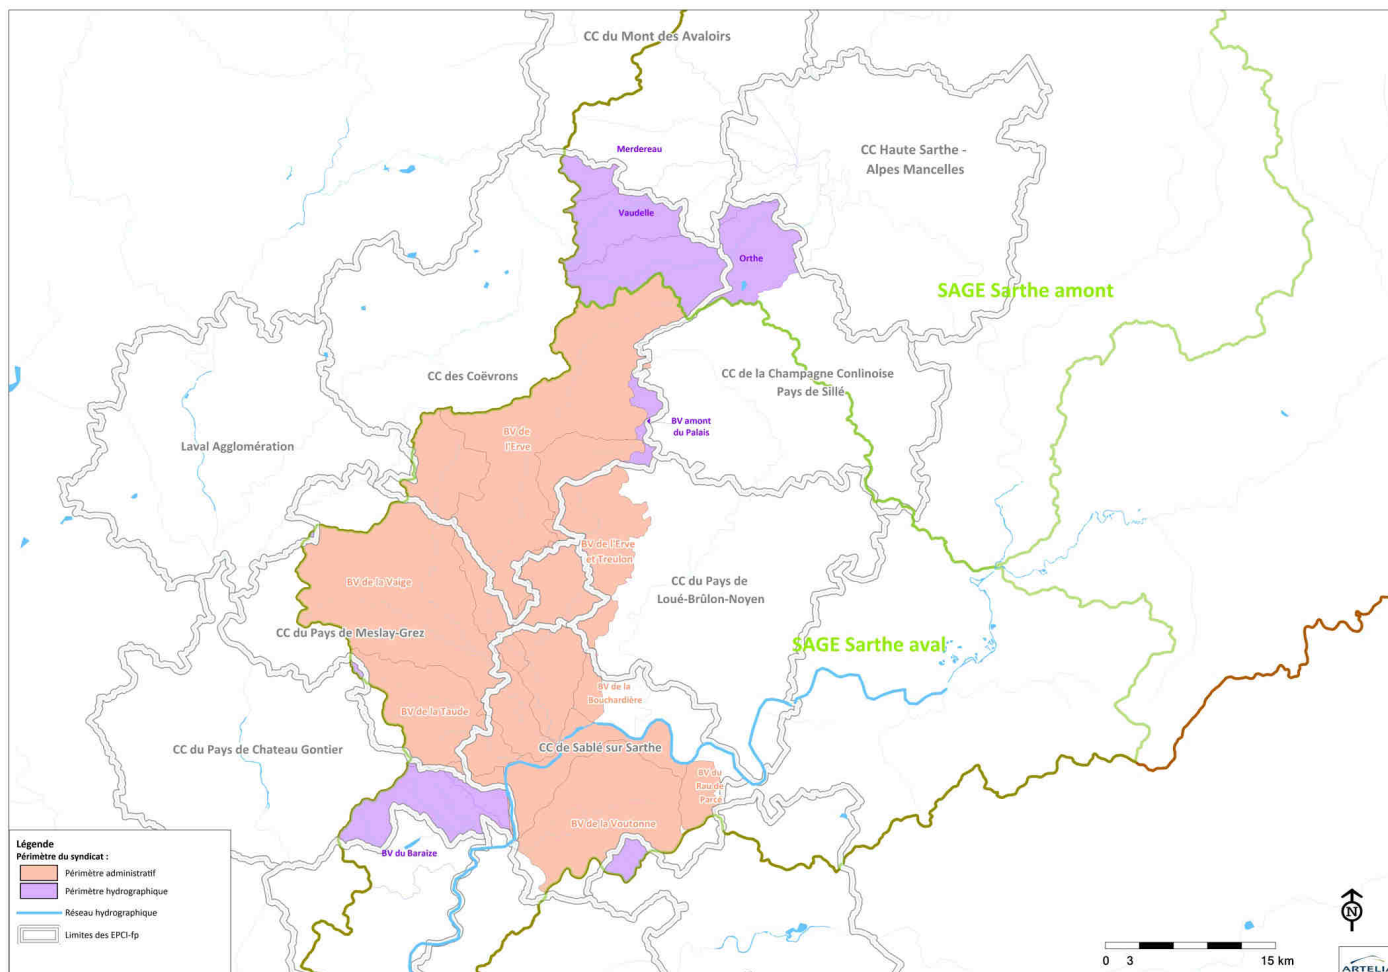 CC du Mont des Avaloirs
Merdereau
CC Haute Sarthe -
Alpes Mancelles
Vaudelle
Orthe
SAGE Sarthe amont
CC des Coëvrons
CC de la Champagne Conlinoise
Pays de Sillé
BV amont
du Palais
BV de
l'Erve
Laval Agglomération
BV de l'Erve
et Treulon
BV de la Vaige
CC du Pays de
Loué-Brûlon-Noyen
CC du Pays de Meslay-Grez
SAGE Sarthe aval
BV de la
Bouchardière
BV de la Taude
CC du Pays de Chateau Gontier
CC de Sablé sur Sarthe
BV du
Rau de
Parcé
BV de la Voutonne
BV du Baraize
Légende
Périmètre du syndicat :
Périmètre administratif
Périmètre hydrographique
Réseau hydrographique
Limites des EPCI-fp
N
0 3 15 km
ARTELIA